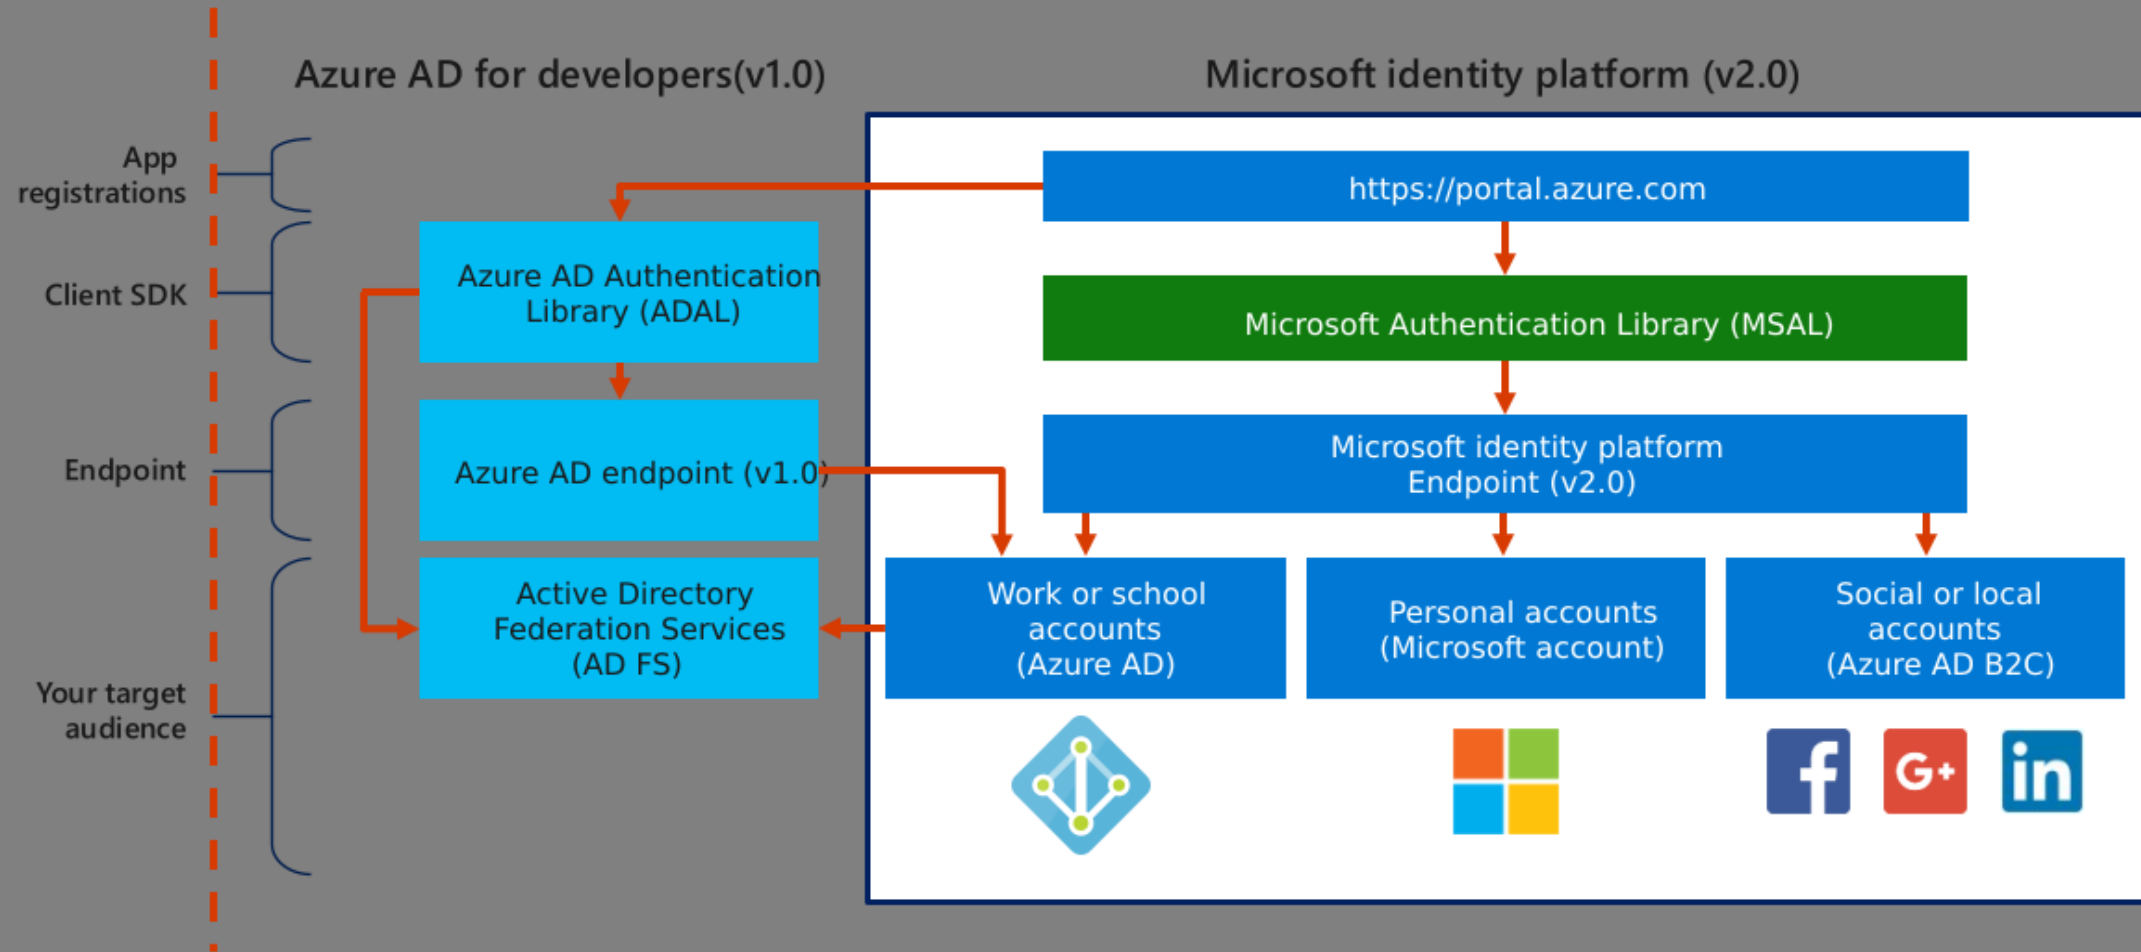 Azure AD for developers(v1.0)
Microsoft identity platform (v2.0)
App
registrations
https://portal.azure.com
Client SDK
Azure AD Authentication
Library (ADAL)
Microsoft Authentication Library (MSAL)
Endpoint
Azure AD endpoint (v1.0)
Microsoft identity platform
Endpoint (v2.0)
Your target
audience
Active Directory
Federation Services
(AD FS)
Work or school
accounts
(Azure AD)
Personal accounts
(Microsoft account)
Social or local
accounts
(Azure AD B2C)
f
G+
in